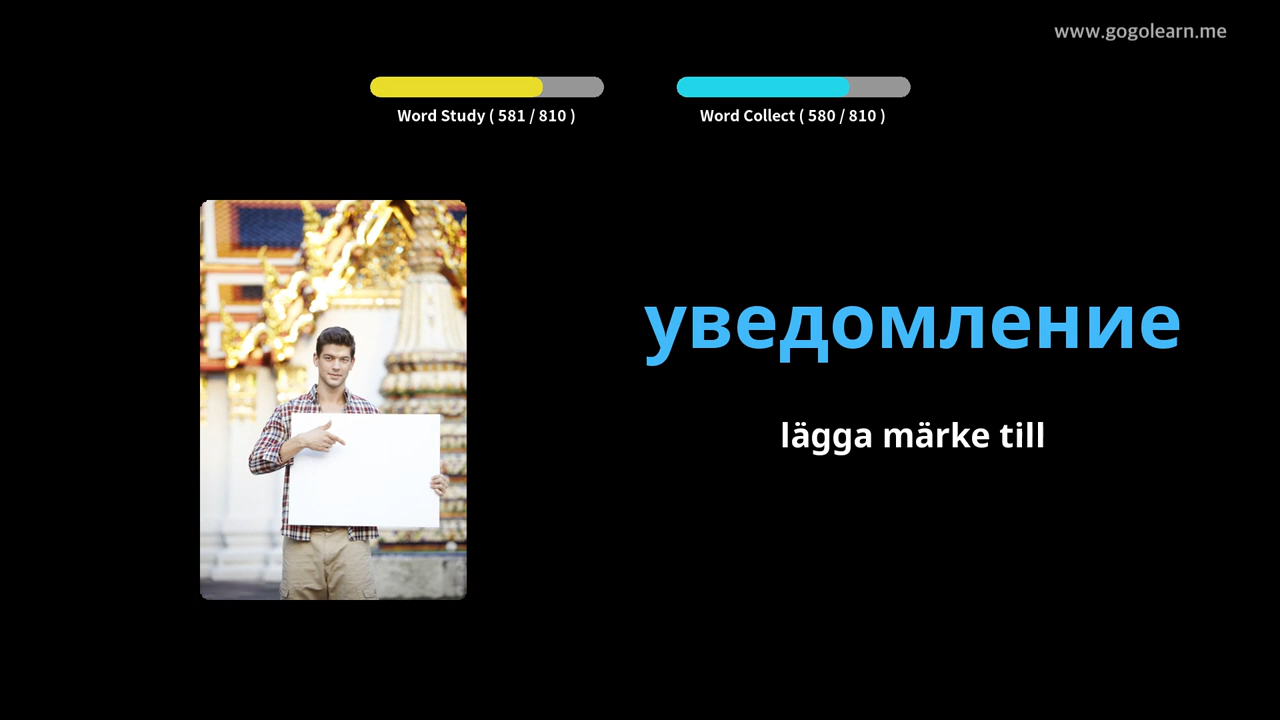 www.gogolearn.me
Word Study ( 581 / 810 )
Word Collect ( 580 / 810 )
уведомление
lägga märke till